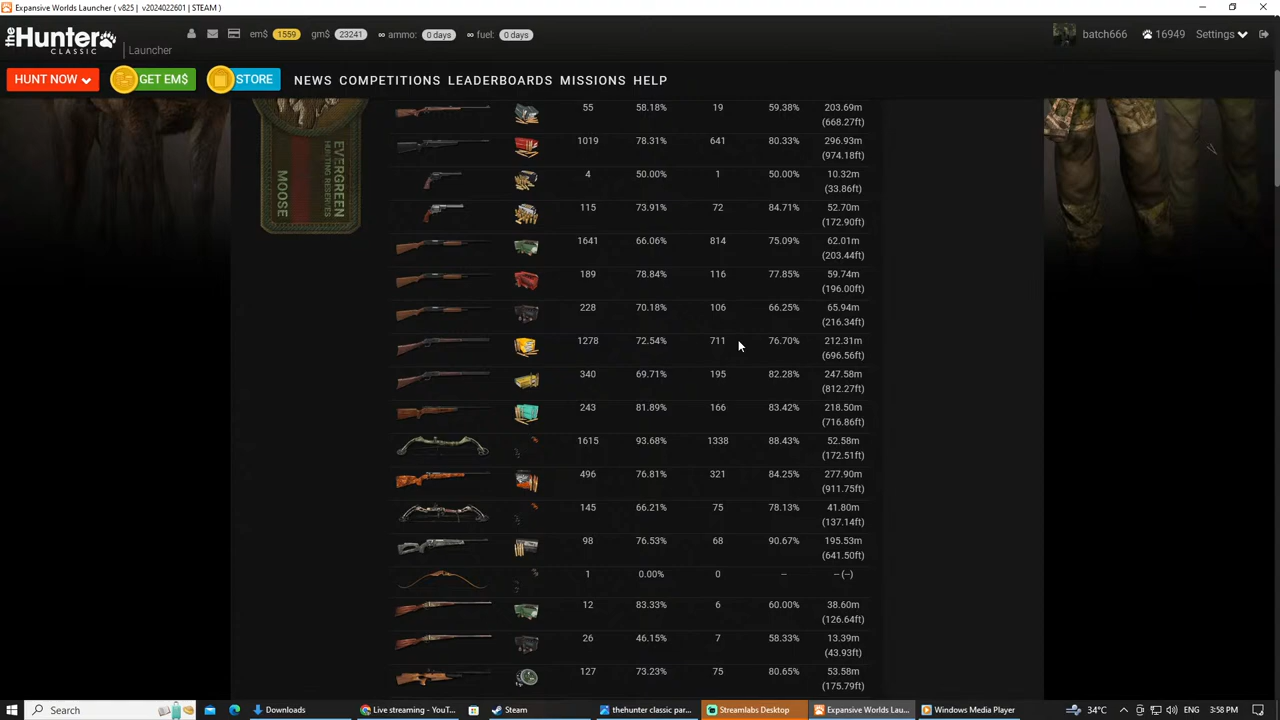 Expansive Worlds Launcher ( v825 | v2024022601 | STEAM )
theHunter CLASSIC | Launcher
em$ 1559 gm$ 23241 ∞ ammo: 0 days ∞ fuel: 0 days
batch666 16949 Settings
HUNT NOW GET EM$ STORE NEWS COMPETITIONS LEADERBOARDS MISSIONS HELP
EVERGREEN
HUNTING RESERVES
MOOSE
55 58.18% 19 59.38% 203.69m
(668.27ft)
1019 78.31% 641 80.33% 296.93m
(974.18ft)
4 50.00% 1 50.00% 10.32m
(33.86ft)
115 73.91% 72 84.71% 52.70m
(172.90ft)
1641 66.06% 814 75.09% 62.01m
(203.44ft)
189 78.84% 116 77.85% 59.74m
(196.00ft)
228 70.18% 106 66.25% 65.94m
(216.34ft)
1278 72.54% 711 76.70% 212.31m
(696.56ft)
340 69.71% 195 82.28% 247.58m
(812.27ft)
243 81.89% 166 83.42% 218.50m
(716.86ft)
1615 93.68% 1338 88.43% 52.58m
(172.51ft)
496 76.81% 321 84.25% 277.90m
(911.75ft)
145 66.21% 75 78.13% 41.80m
(137.14ft)
98 76.53% 68 90.67% 195.53m
(641.50ft)
1 0.00% 0 – – (–)
12 83.33% 6 60.00% 38.60m
(126.64ft)
26 46.15% 7 58.33% 13.39m
(43.93ft)
127 73.23% 75 80.65% 53.58m
(175.79ft)
Search Downloads Live streaming - YouT... Steam thehunter classic par... Streamlabs Desktop Expansive Worlds Lau... Windows Media Player 34°C 3:58 PM